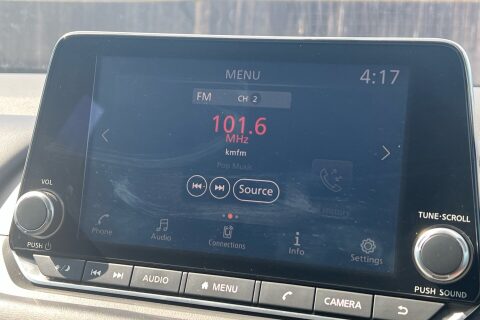 MENU
4:17
FM CH 2
101.6
MHz
kmfm
Pop Musik
Source
VOL
PUSH
TUNE·SCROLL
PUSH SOUND
Phone
Audio
Connections
Info
Settings
AUDIO
MENU
CAMERA